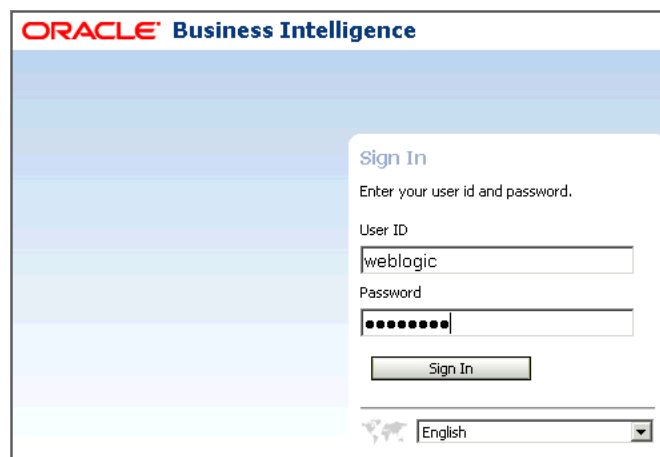 ORACLE Business Intelligence
Sign In
Enter your user id and password.
User ID
weblogic
Password
●●●●●●●●
Sign In
English